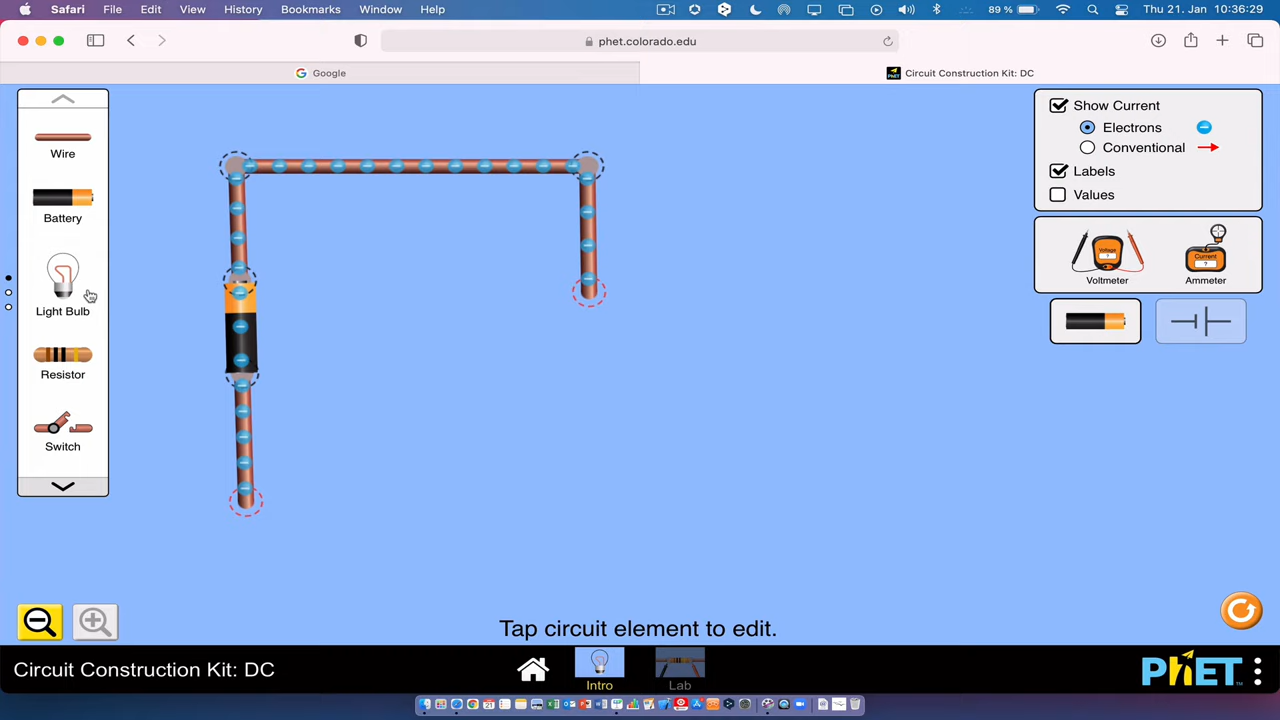 Safari File Edit View History Bookmarks Window Help 89 % Thu 21. Jan 10:36:29
phet.colorado.edu
Google
Circuit Construction Kit: DC
Wire
Battery
Light Bulb
Resistor
Switch
Show Current
Electrons
Conventional
Labels
Values
Voltage
?
Voltmeter
Current
?
Ammeter
Tap circuit element to edit.
Circuit Construction Kit: DC
Intro
Lab
PhET